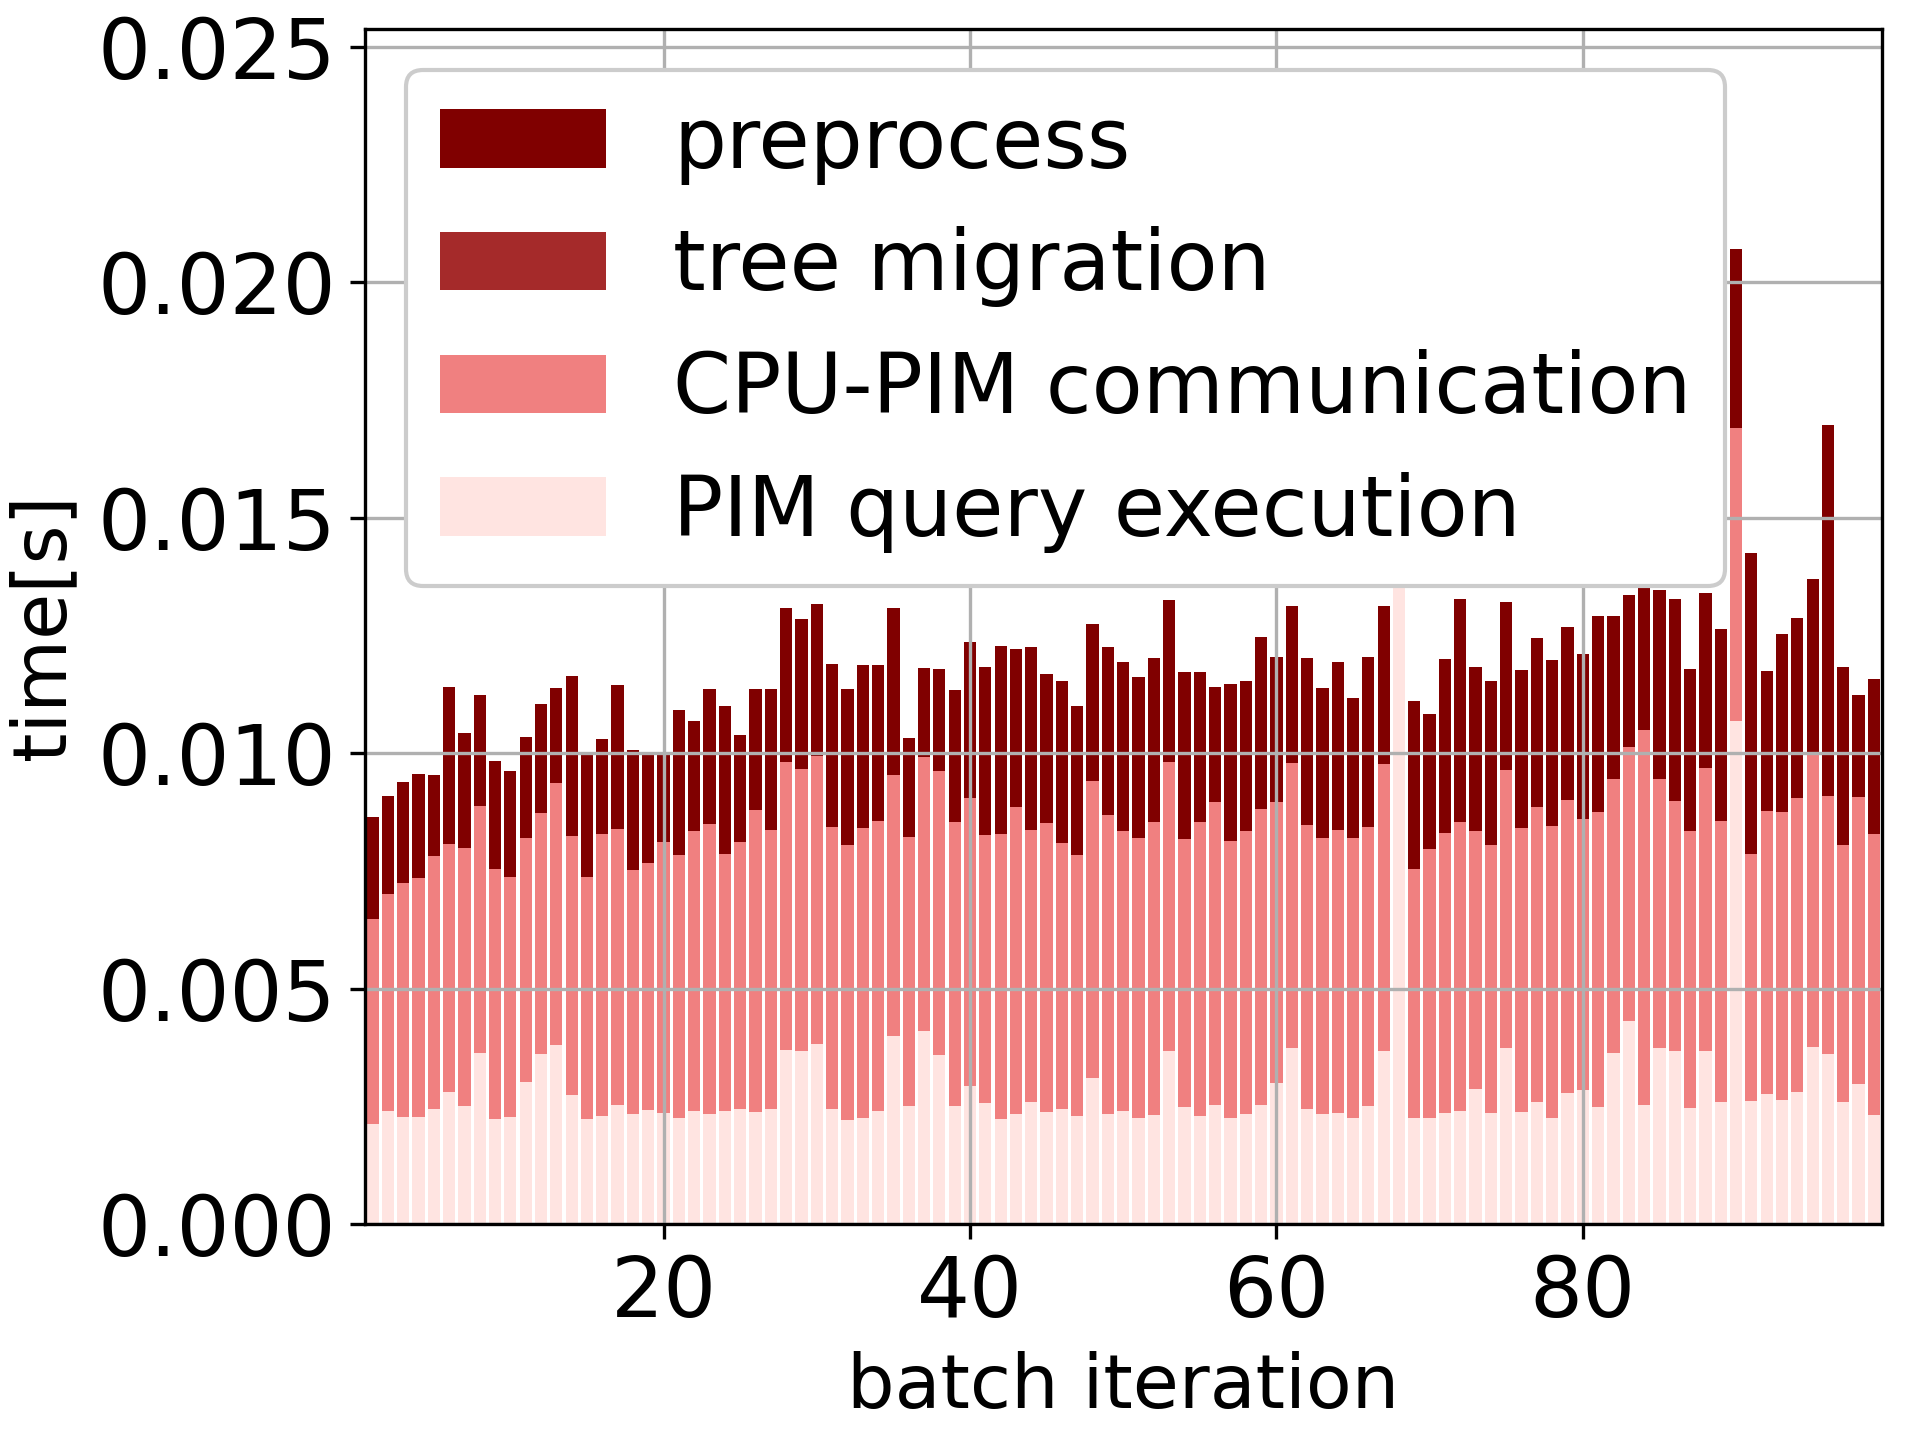 0.025
0.020
0.015
0.010
0.005
0.000
time[s]
preprocess
tree migration
CPU-PIM communication
PIM query execution
20 40 60 80
batch iteration